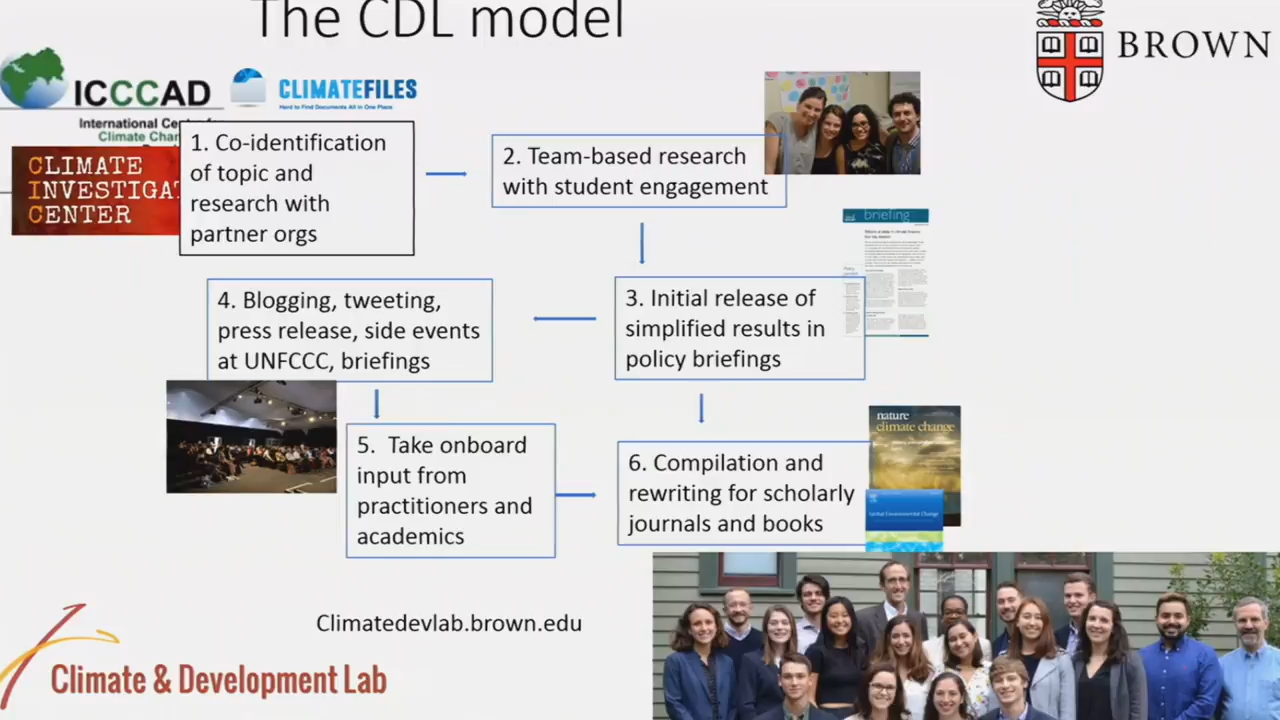 The CDL model
BROWN
ICCCAD
International Center
Climate Chan
CLIMATEFILES
Hard to Find Documents All in One Place
CLIMATE
INVESTIGAT
CENTER
1. Co-identification
of topic and
research with
partner orgs
2. Team-based research
with student engagement
briefing
3. Initial release of
simplified results in
policy briefings
4. Blogging, tweeting,
press release, side events
at UNFCCC, briefings
5. Take onboard
input from
practitioners and
academics
6. Compilation and
rewriting for scholarly
journals and books
nature
climate change
Global Environmental Change
Climatedevlab.brown.edu
Climate & Development Lab